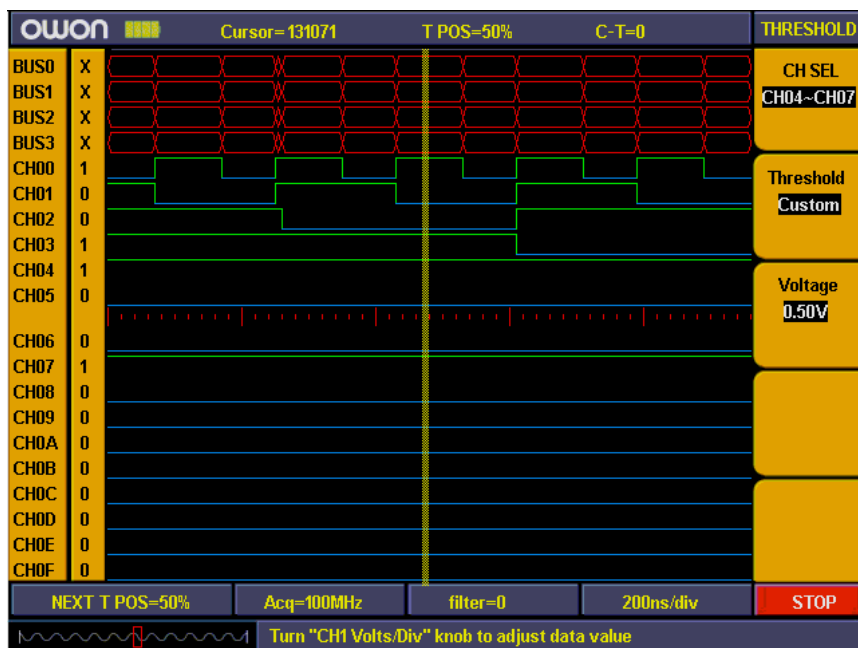 OWON Cursor=131071 T POS=50% C-T=0 THRESHOLD
BUS0 X
BUS1 X
BUS2 X
BUS3 X
CH00 1
CH01 0
CH02 0
CH03 1
CH04 1
CH05 0
CH06 0
CH07 1
CH08 0
CH09 0
CH0A 0
CH0B 0
CH0C 0
CH0D 0
CH0E 0
CH0F 0
CH SEL
CH04~CH07
Threshold
Custom
Voltage
0.50V
NEXT T POS=50% Acq=100MHz filter=0 200ns/div STOP
Turn "CH1 Volts/Div" knob to adjust data value